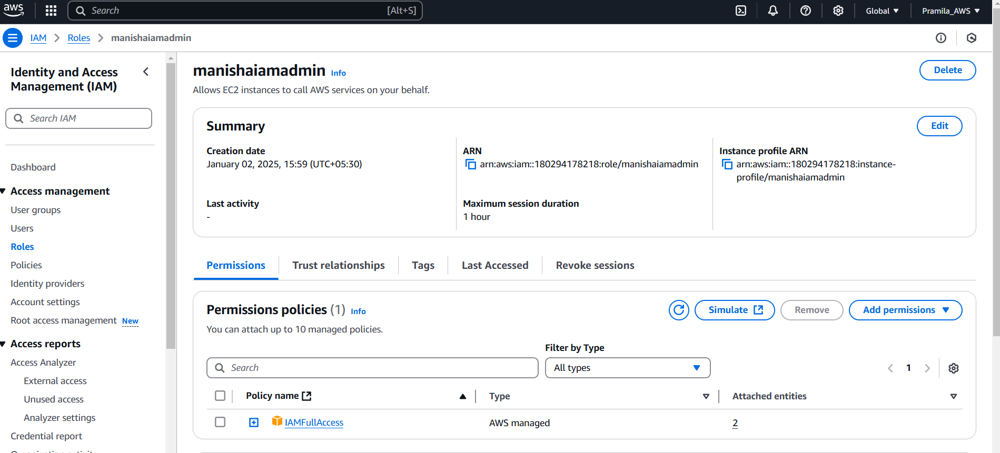 aws
Search
[Alt+S]
Global
Pramila_AWS
IAM
Roles
manishaiamadmin
Identity and Access
Management (IAM)
Search IAM
Dashboard
Access management
User groups
Users
Roles
Policies
Identity providers
Account settings
Root access management New
Access reports
Access Analyzer
External access
Unused access
Analyzer settings
Credential report
manishaiamadmin Info
Delete
Allows EC2 instances to call AWS services on your behalf.
Summary
Edit
Creation date
January 02, 2025, 15:59 (UTC+05:30)
ARN
arn:aws:iam::180294178218:role/manishaiamadmin
Instance profile ARN
arn:aws:iam::180294178218:instance-
profile/manishaiamadmin
Last activity
-
Maximum session duration
1 hour
Permissions
Trust relationships
Tags
Last Accessed
Revoke sessions
Permissions policies (1) Info
Simulate
Remove
Add permissions
You can attach up to 10 managed policies.
Filter by Type
Search
All types
1
Policy name
Type
Attached entities
IAMFullAccess
AWS managed
2